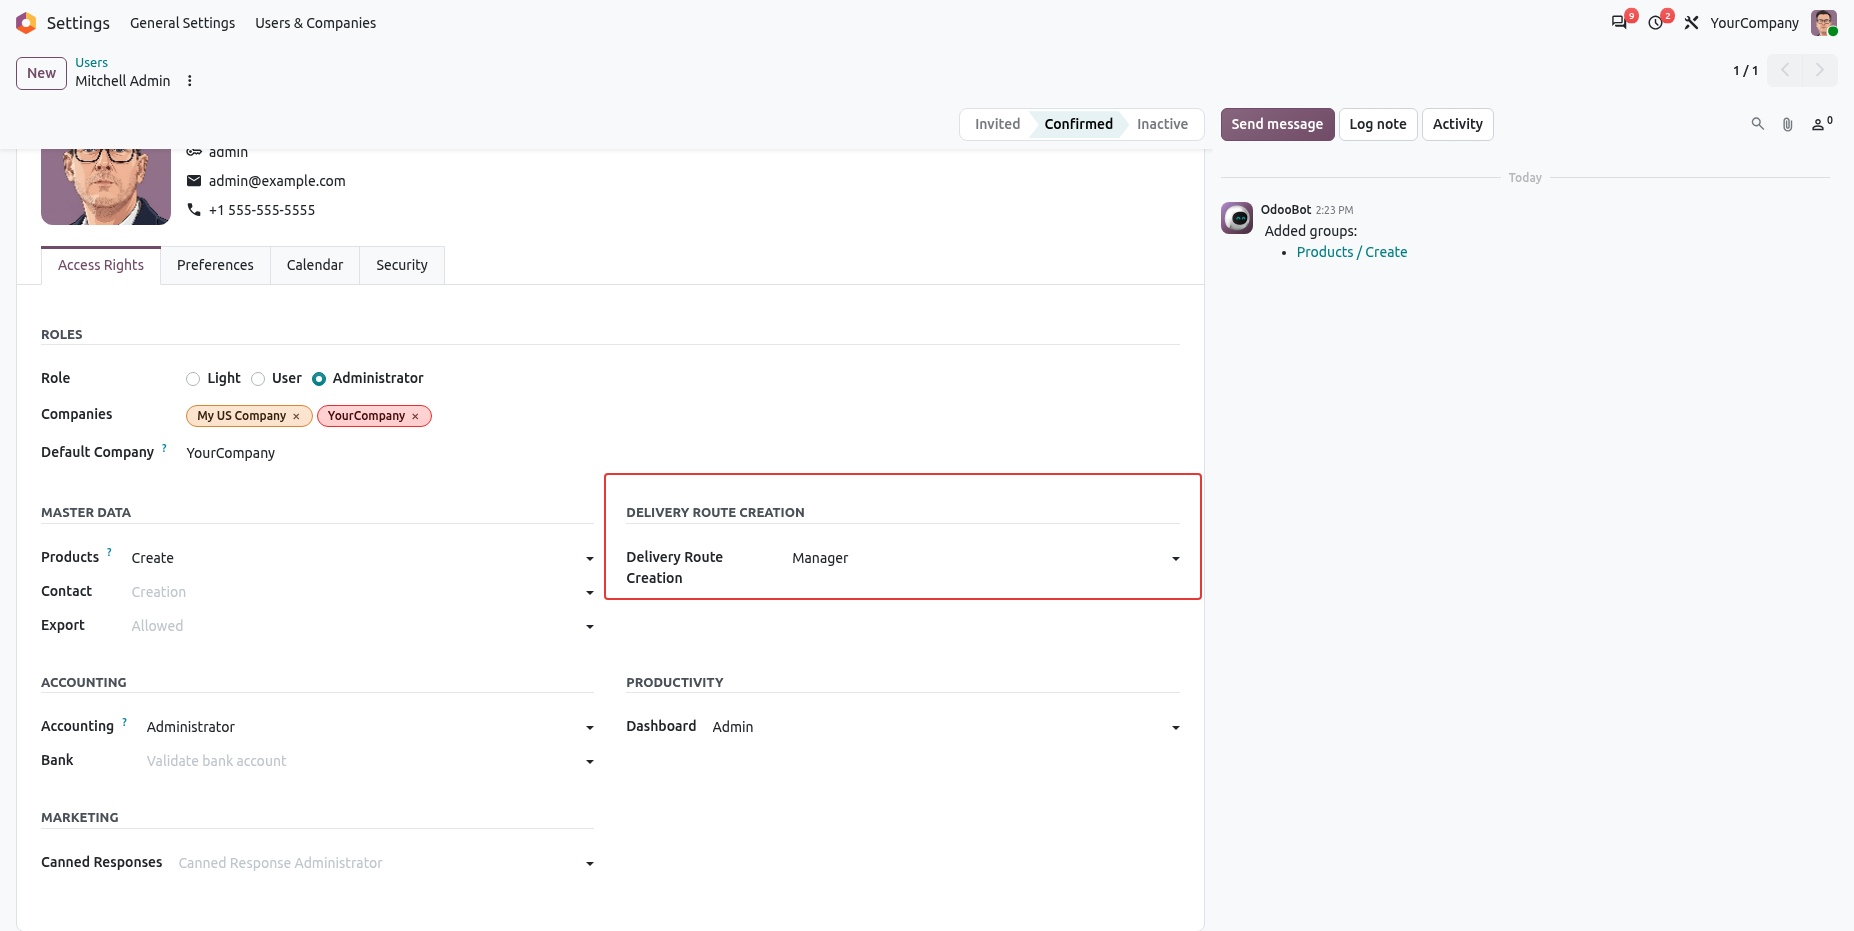 Settings General Settings Users & Companies
9 2 YourCompany
New Users
Mitchell Admin
1 / 1
Invited Confirmed Inactive
Send message Log note Activity
0
admin
admin@example.com
+1 555-555-5555
Today
OdooBot 2:23 PM
Added groups:
• Products / Create
Access Rights Preferences Calendar Security
ROLES
Role Light User Administrator
Companies My US Company × YourCompany ×
Default Company ? YourCompany
MASTER DATA
Products ? Create
Contact Creation
Export Allowed
DELIVERY ROUTE CREATION
Delivery Route Manager
Creation
ACCOUNTING
Accounting ? Administrator
Bank Validate bank account
PRODUCTIVITY
Dashboard Admin
MARKETING
Canned Responses Canned Response Administrator